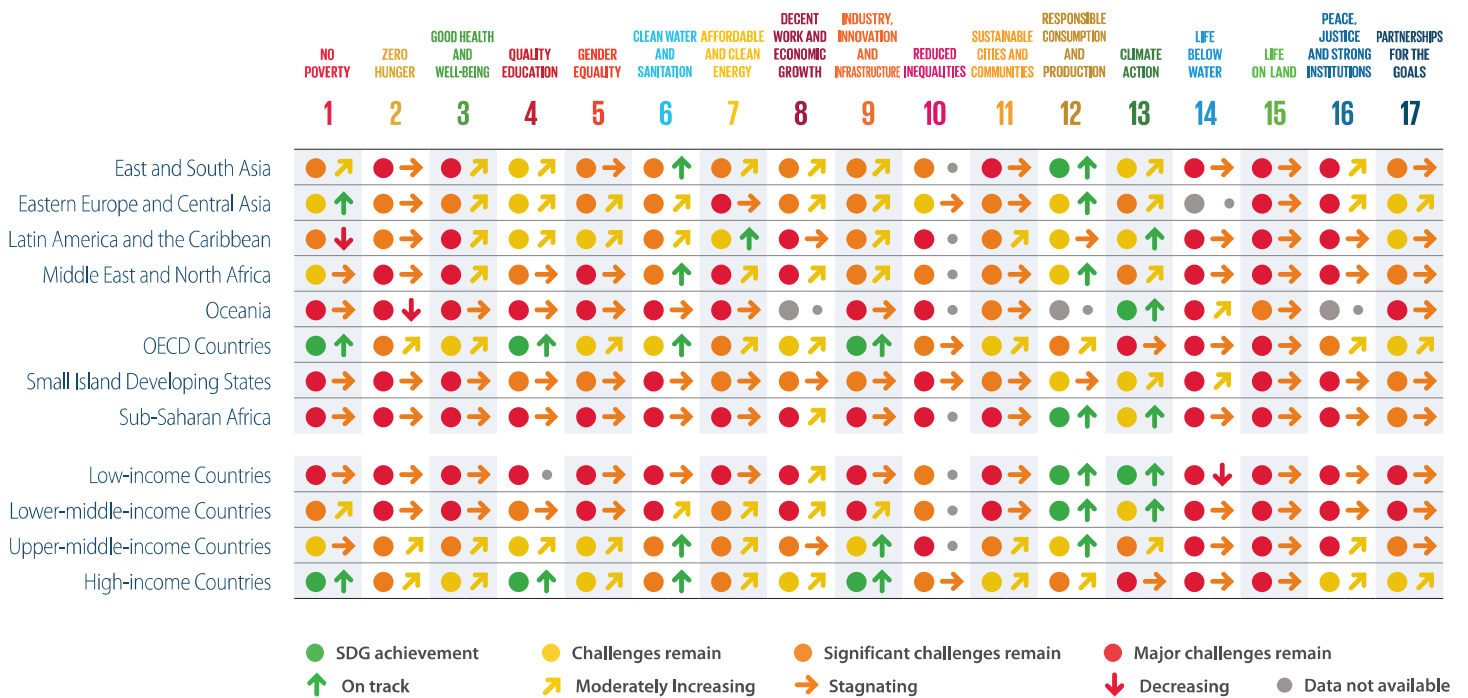 NO
POVERTY
ZERO
HUNGER
GOOD HEALTH
AND
WELL-BEING
QUALITY
EDUCATION
GENDER
EQUALITY
CLEAN WATER
AND
SANITATION
AFFORDABLE
AND CLEAN
ENERGY
DECENT
WORK AND
ECONOMIC
GROWTH
INDUSTRY,
INNOVATION
AND
INFRASTRUCTURE
REDUCED
INEQUALITIES
SUSTAINABLE
CITIES AND
COMMUNITIES
RESPONSIBLE
CONSUMPTION
AND
PRODUCTION
CLIMATE
ACTION
LIFE
BELOW
WATER
LIFE
ON LAND
PEACE,
JUSTICE
AND STRONG
INSTITUTIONS
PARTNERSHIPS
FOR THE
GOALS
1 2 3 4 5 6 7 8 9 10 11 12 13 14 15 16 17
East and South Asia
Eastern Europe and Central Asia
Latin America and the Caribbean
Middle East and North Africa
Oceania
OECD Countries
Small Island Developing States
Sub-Saharan Africa
Low-income Countries
Lower-middle-income Countries
Upper-middle-income Countries
High-income Countries
SDG achievement Challenges remain Significant challenges remain Major challenges remain
On track Moderately Increasing Stagnating Decreasing Data not available